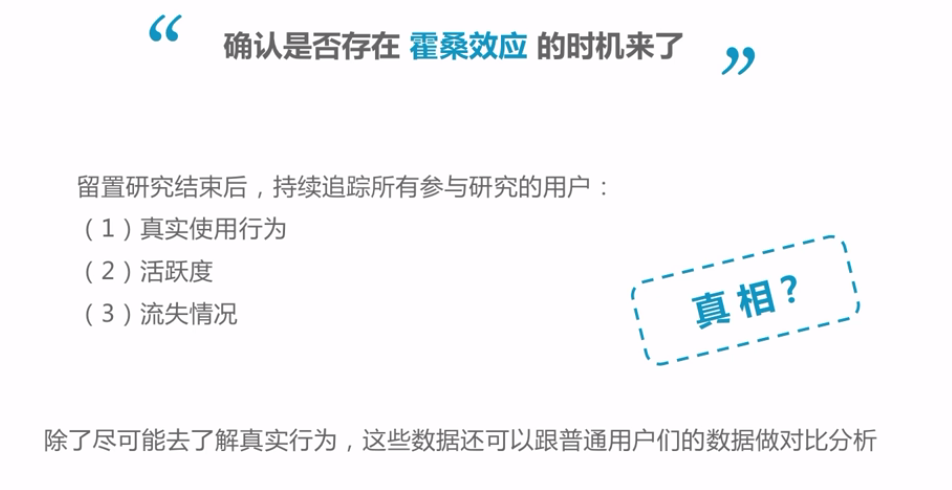 “ 确认是否存在 霍桑效应 的时机来了 ”
留置研究结束后，持续追踪所有参与研究的用户：
（1）真实使用行为
（2）活跃度
（3）流失情况
真相？
除了尽可能去了解真实行为，这些数据还可以跟普通用户们的数据做对比分析